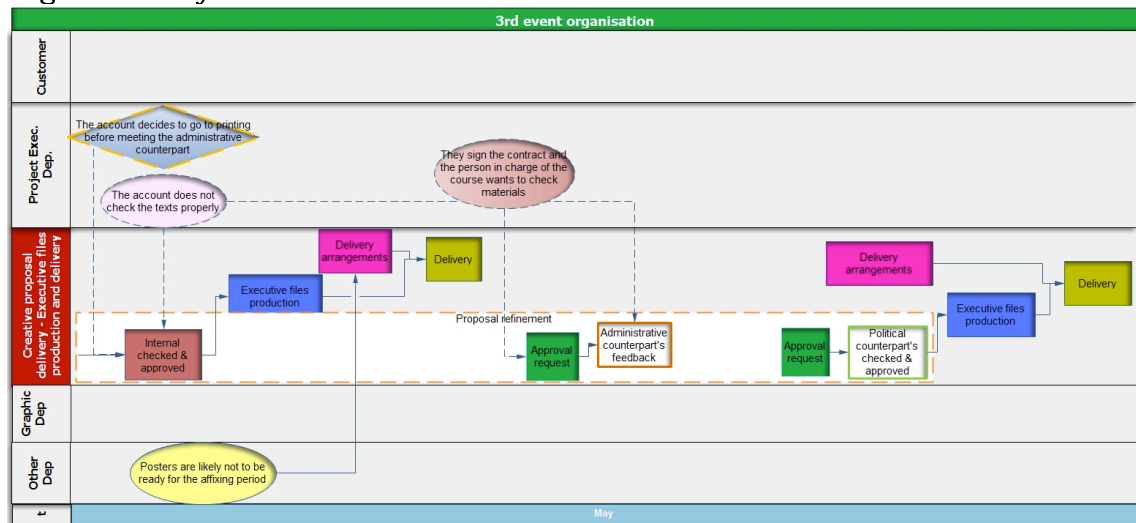 3rd event organisation
Customer
Project Exec.
Dep.
The account decides to go to printing
before meeting the administrative
counterpart
The account does not
check the texts properly
They sign the contract and
the person in charge of the
course wants to check
materials
Creative proposal
delivery - Executive files
production and delivery
Delivery
arrangements
Delivery
Executive files
production
Proposal refinement
Internal
checked &
approved
Approval
request
Administrative
counterpart's
feedback
Delivery
arrangements
Delivery
Executive files
production
Approval
request
Political
counterpart's
checked &
approved
Graphic
Dep
Other
Dep
Posters are likely not to be
ready for the affixing period
t
May